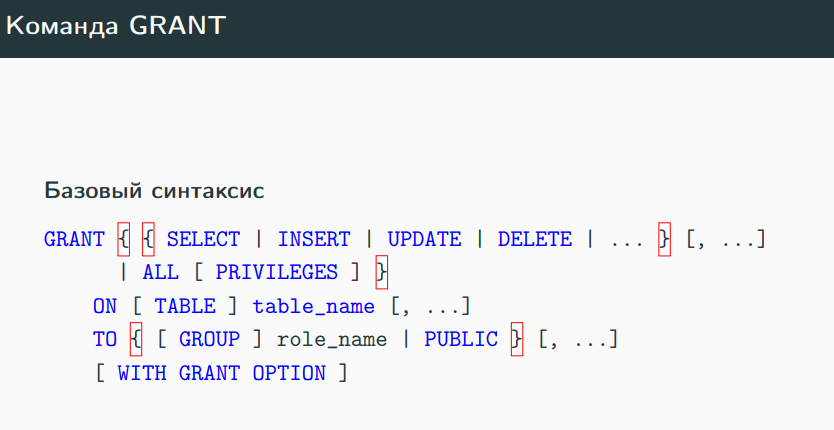 Команда GRANT
Базовый синтаксис
GRANT { { SELECT | INSERT | UPDATE | DELETE | ... } [, ...]
| ALL [ PRIVILEGES ] }
ON [ TABLE ] table_name [, ...]
TO { [ GROUP ] role_name | PUBLIC } [, ...]
[ WITH GRANT OPTION ]